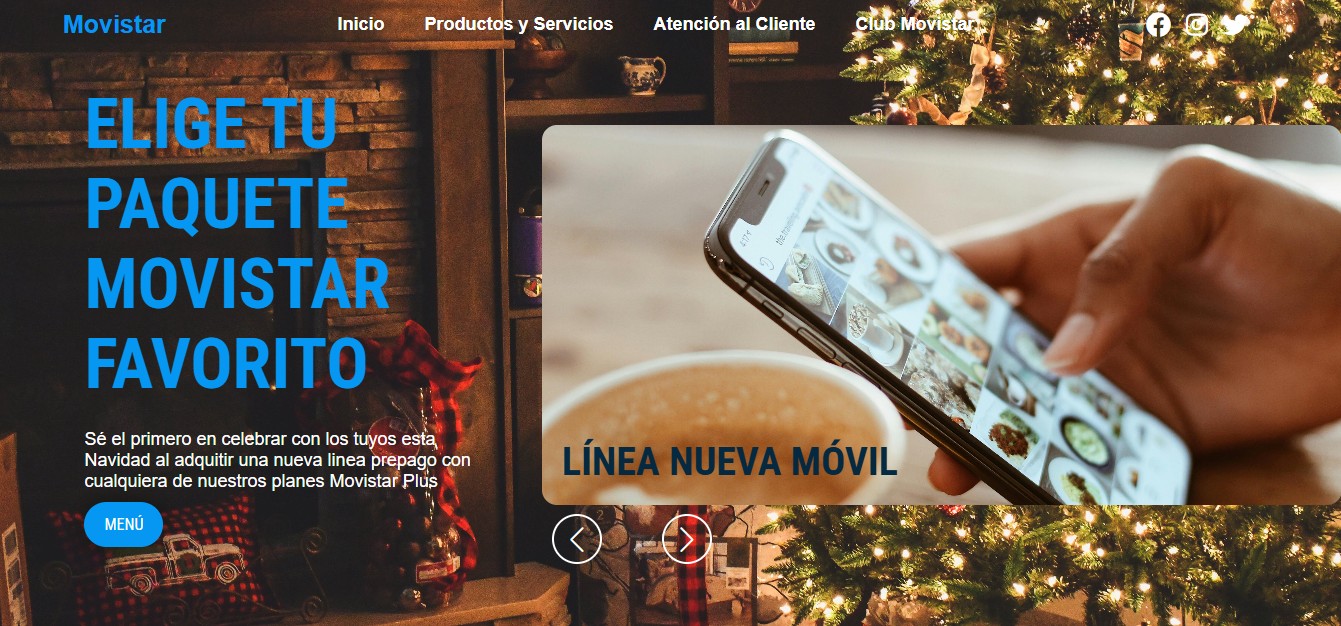 Movistar
Inicio Productos y Servicios Atención al Cliente Club Movistar
ELIGE TU
PAQUETE
MOVISTAR
FAVORITO
Sé el primero en celebrar con los tuyos esta
Navidad al adquitir una nueva linea prepago con
cualquiera de nuestros planes Movistar Plus
MENÚ
LÍNEA NUEVA MÓVIL